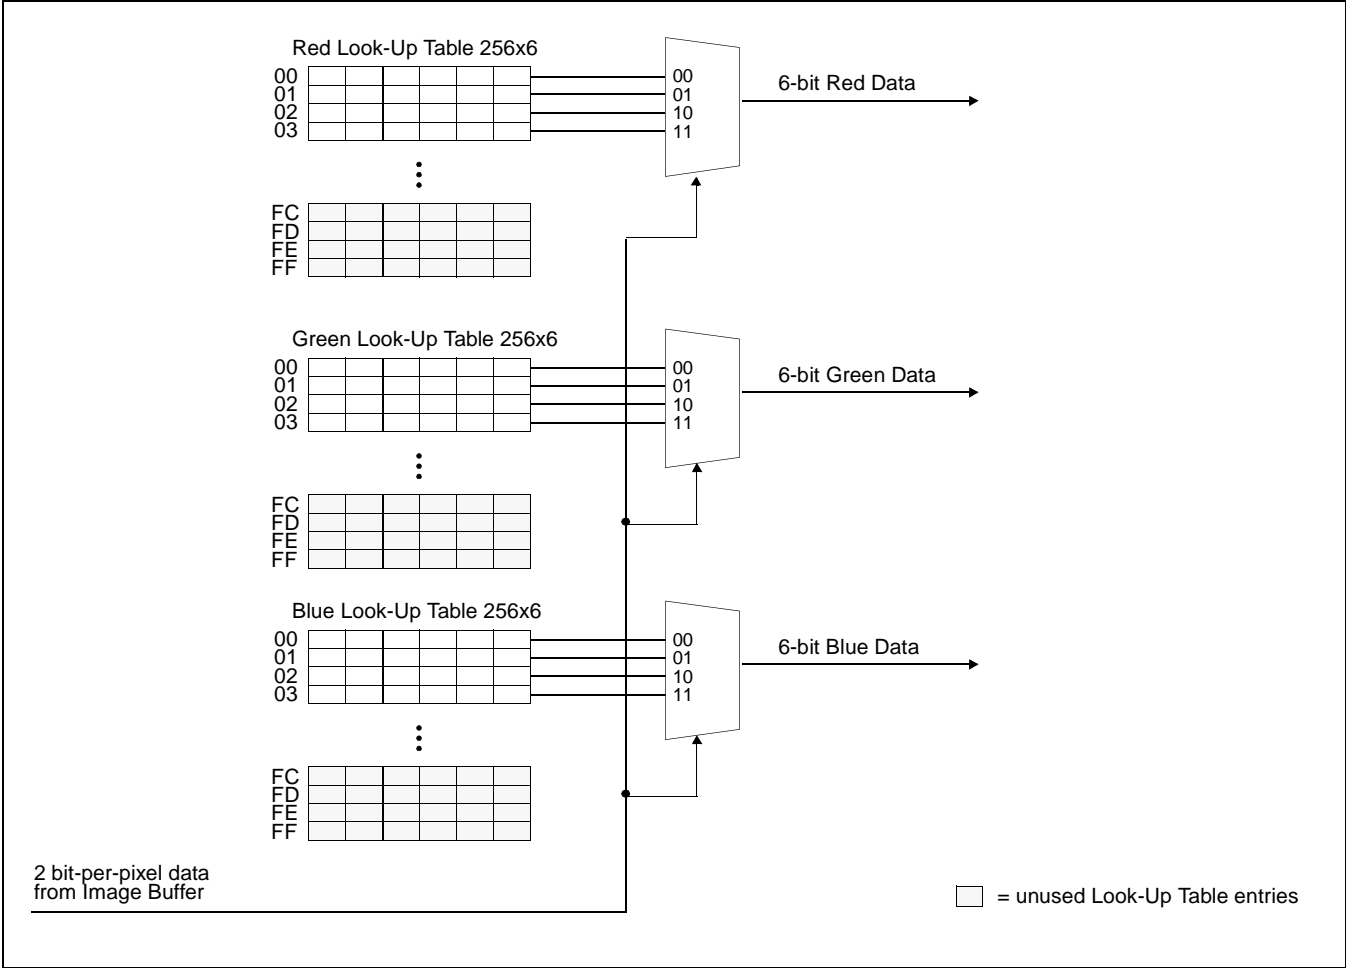 Red Look-Up Table 256x6
00
01
02
03
00
01
10
11
6-bit Red Data
FC
FD
FE
FF
Green Look-Up Table 256x6
00
01
02
03
00
01
10
11
6-bit Green Data
FC
FD
FE
FF
Blue Look-Up Table 256x6
00
01
02
03
00
01
10
11
6-bit Blue Data
FC
FD
FE
FF
2 bit-per-pixel data
from Image Buffer
= unused Look-Up Table entries